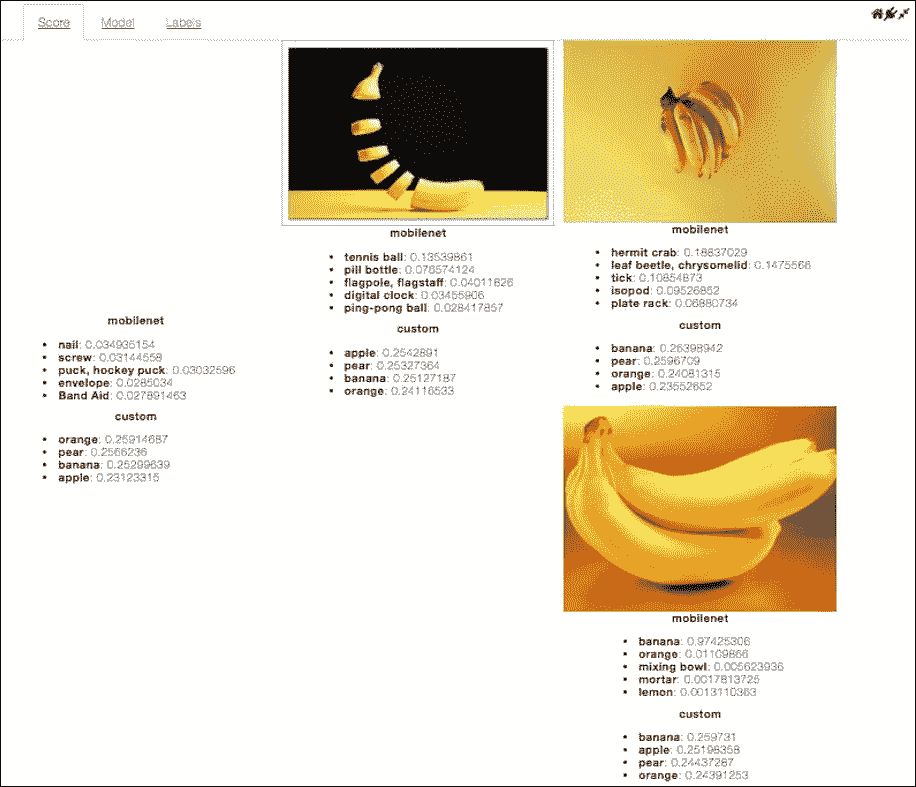 Score Model Labels
mobilenet
nail: 0.034935154
screw: 0.03144558
puck, hockey puck: 0.03032596
envelope: 0.0285034
Band Aid: 0.027891463
custom
orange: 0.25914687
pear: 0.2566236
banana: 0.25299639
apple: 0.23123315
mobilenet
tennis ball: 0.13539861
pill bottle: 0.076574124
flagpole, flagstaff: 0.04011826
digital clock: 0.03455906
ping-pong ball: 0.028417857
custom
apple: 0.2542891
pear: 0.25327364
banana: 0.25127187
orange: 0.24116533
mobilenet
hermit crab: 0.18837029
leaf beetle, chrysomelid: 0.1475566
tick: 0.10854873
isopod: 0.09526852
plate rack: 0.06880734
custom
banana: 0.26398942
pear: 0.2596709
orange: 0.24081315
apple: 0.23552652
mobilenet
banana: 0.97425306
orange: 0.01109866
mixing bowl: 0.005623936
mortar: 0.0017813725
lemon: 0.0013110363
custom
banana: 0.259731
apple: 0.25198358
pear: 0.24437287
orange: 0.24391253